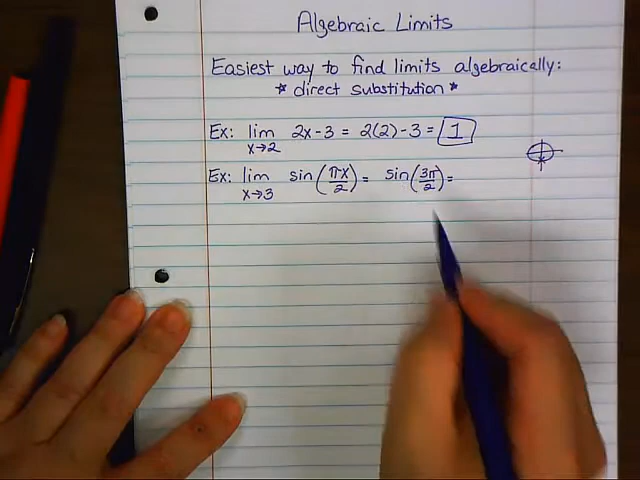 Algebraic Limits
Easiest way to find limits algebraically:
* direct substitution *
Ex: lim x→2 2x-3 = 2(2)-3 = 1
Ex: lim x→3 sin(πx/2) = sin(3π/2) =